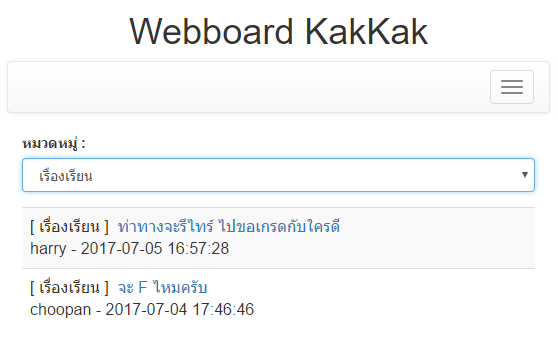 Webboard KakKak
หมวดหมู่ :
เรื่องเรียน
[ เรื่องเรียน ] ท่าทางจะรีไทร์ ไปขอเกรดกับใครดี
harry - 2017-07-05 16:57:28
[ เรื่องเรียน ] จะ F ไหมครับ
choopan - 2017-07-04 17:46:46